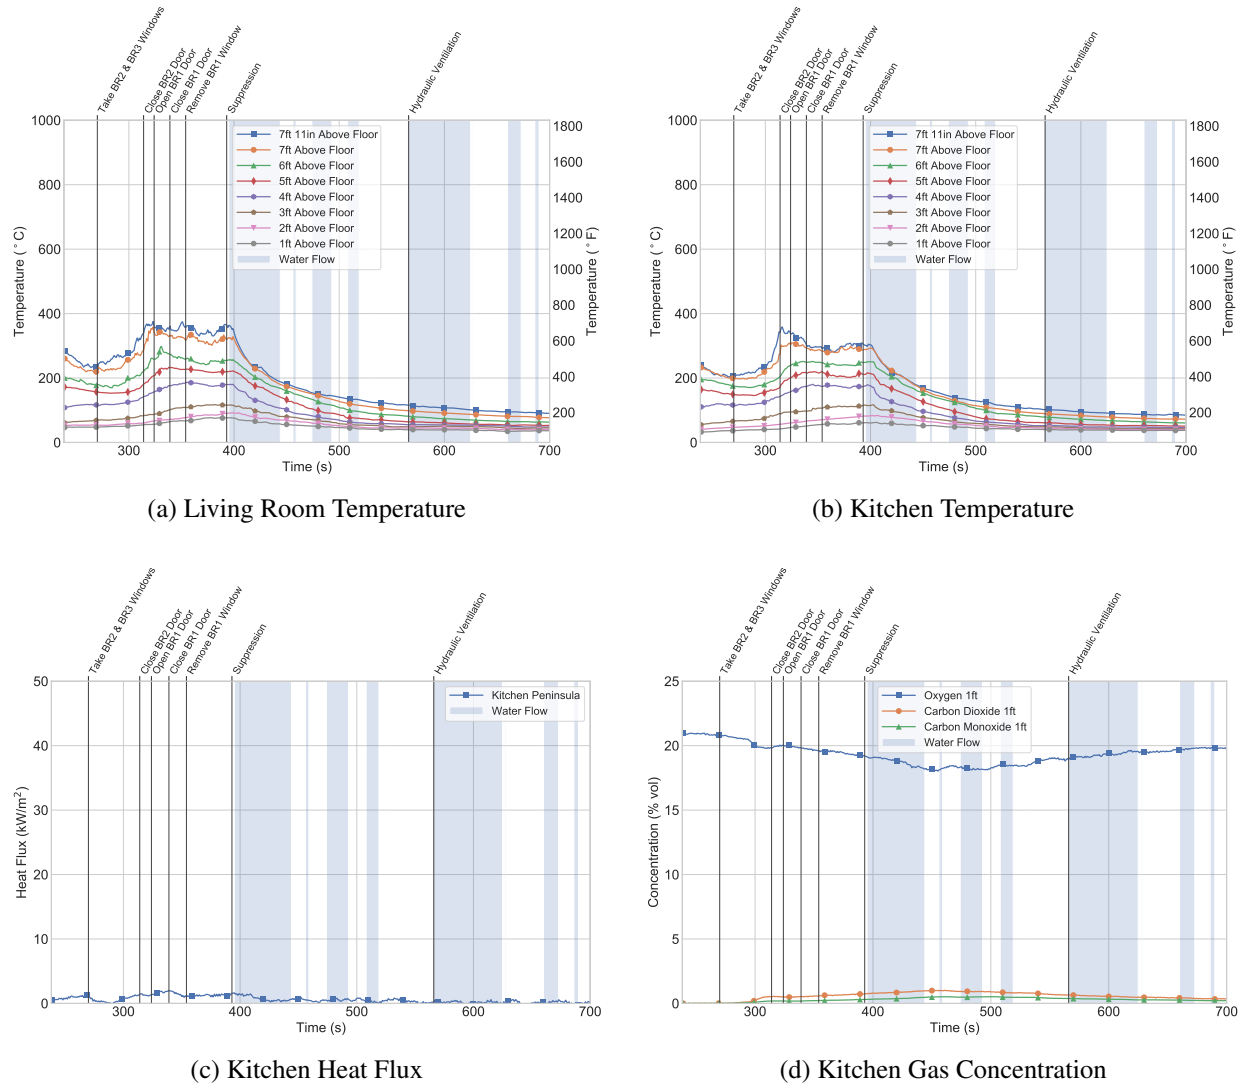 Take BR2 & BR3 Windows
Close BR2 Door
Open BR1 Door
Close BR1 Door
Remove BR1 Window
Suppression
Hydraulic Ventilation
1000
800
600
400
200
0
Temperature (°C)
1800
1600
1400
1200
1000
800
600
400
200
Temperature (°F)
7ft 11in Above Floor
7ft Above Floor
6ft Above Floor
5ft Above Floor
4ft Above Floor
3ft Above Floor
2ft Above Floor
1ft Above Floor
Water Flow
300 400 500 600 700
Time (s)
(a) Living Room Temperature
Take BR2 & BR3 Windows
Close BR2 Door
Open BR1 Door
Close BR1 Door
Remove BR1 Window
Suppression
Hydraulic Ventilation
1000
800
600
400
200
0
Temperature (°C)
1800
1600
1400
1200
1000
800
600
400
200
Temperature (°F)
7ft 11in Above Floor
7ft Above Floor
6ft Above Floor
5ft Above Floor
4ft Above Floor
3ft Above Floor
2ft Above Floor
1ft Above Floor
Water Flow
300 400 500 600 700
Time (s)
(b) Kitchen Temperature
Take BR2 & BR3 Windows
Close BR2 Door
Open BR1 Door
Close BR1 Door
Remove BR1 Window
Suppression
Hydraulic Ventilation
50
40
30
20
10
0
Heat Flux (kW/m²)
Kitchen Peninsula
Water Flow
300 400 500 600 700
Time (s)
(c) Kitchen Heat Flux
Take BR2 & BR3 Windows
Close BR2 Door
Open BR1 Door
Close BR1 Door
Remove BR1 Window
Suppression
Hydraulic Ventilation
25
20
15
10
5
0
Concentration (% vol)
Oxygen 1ft
Carbon Dioxide 1ft
Carbon Monoxide 1ft
Water Flow
300 400 500 600 700
Time (s)
(d) Kitchen Gas Concentration